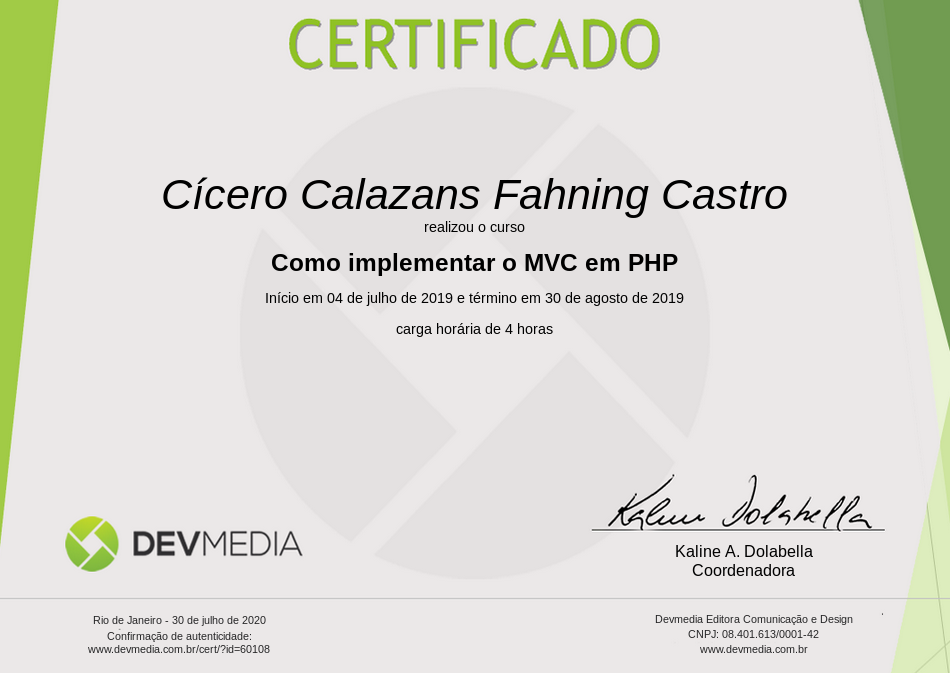 CERTIFICADO
Cícero Calazans Fahning Castro
realizou o curso
Como implementar o MVC em PHP
Início em 04 de julho de 2019 e término em 30 de agosto de 2019
carga horária de 4 horas
Kaline Dolabella
DEVMEDIA
Kaline A. Dolabella
Coordenadora
Rio de Janeiro - 30 de julho de 2020
Confirmação de autenticidade:
www.devmedia.com.br/cert/?id=60108
Devmedia Editora Comunicação e Design
CNPJ: 08.401.613/0001-42
www.devmedia.com.br